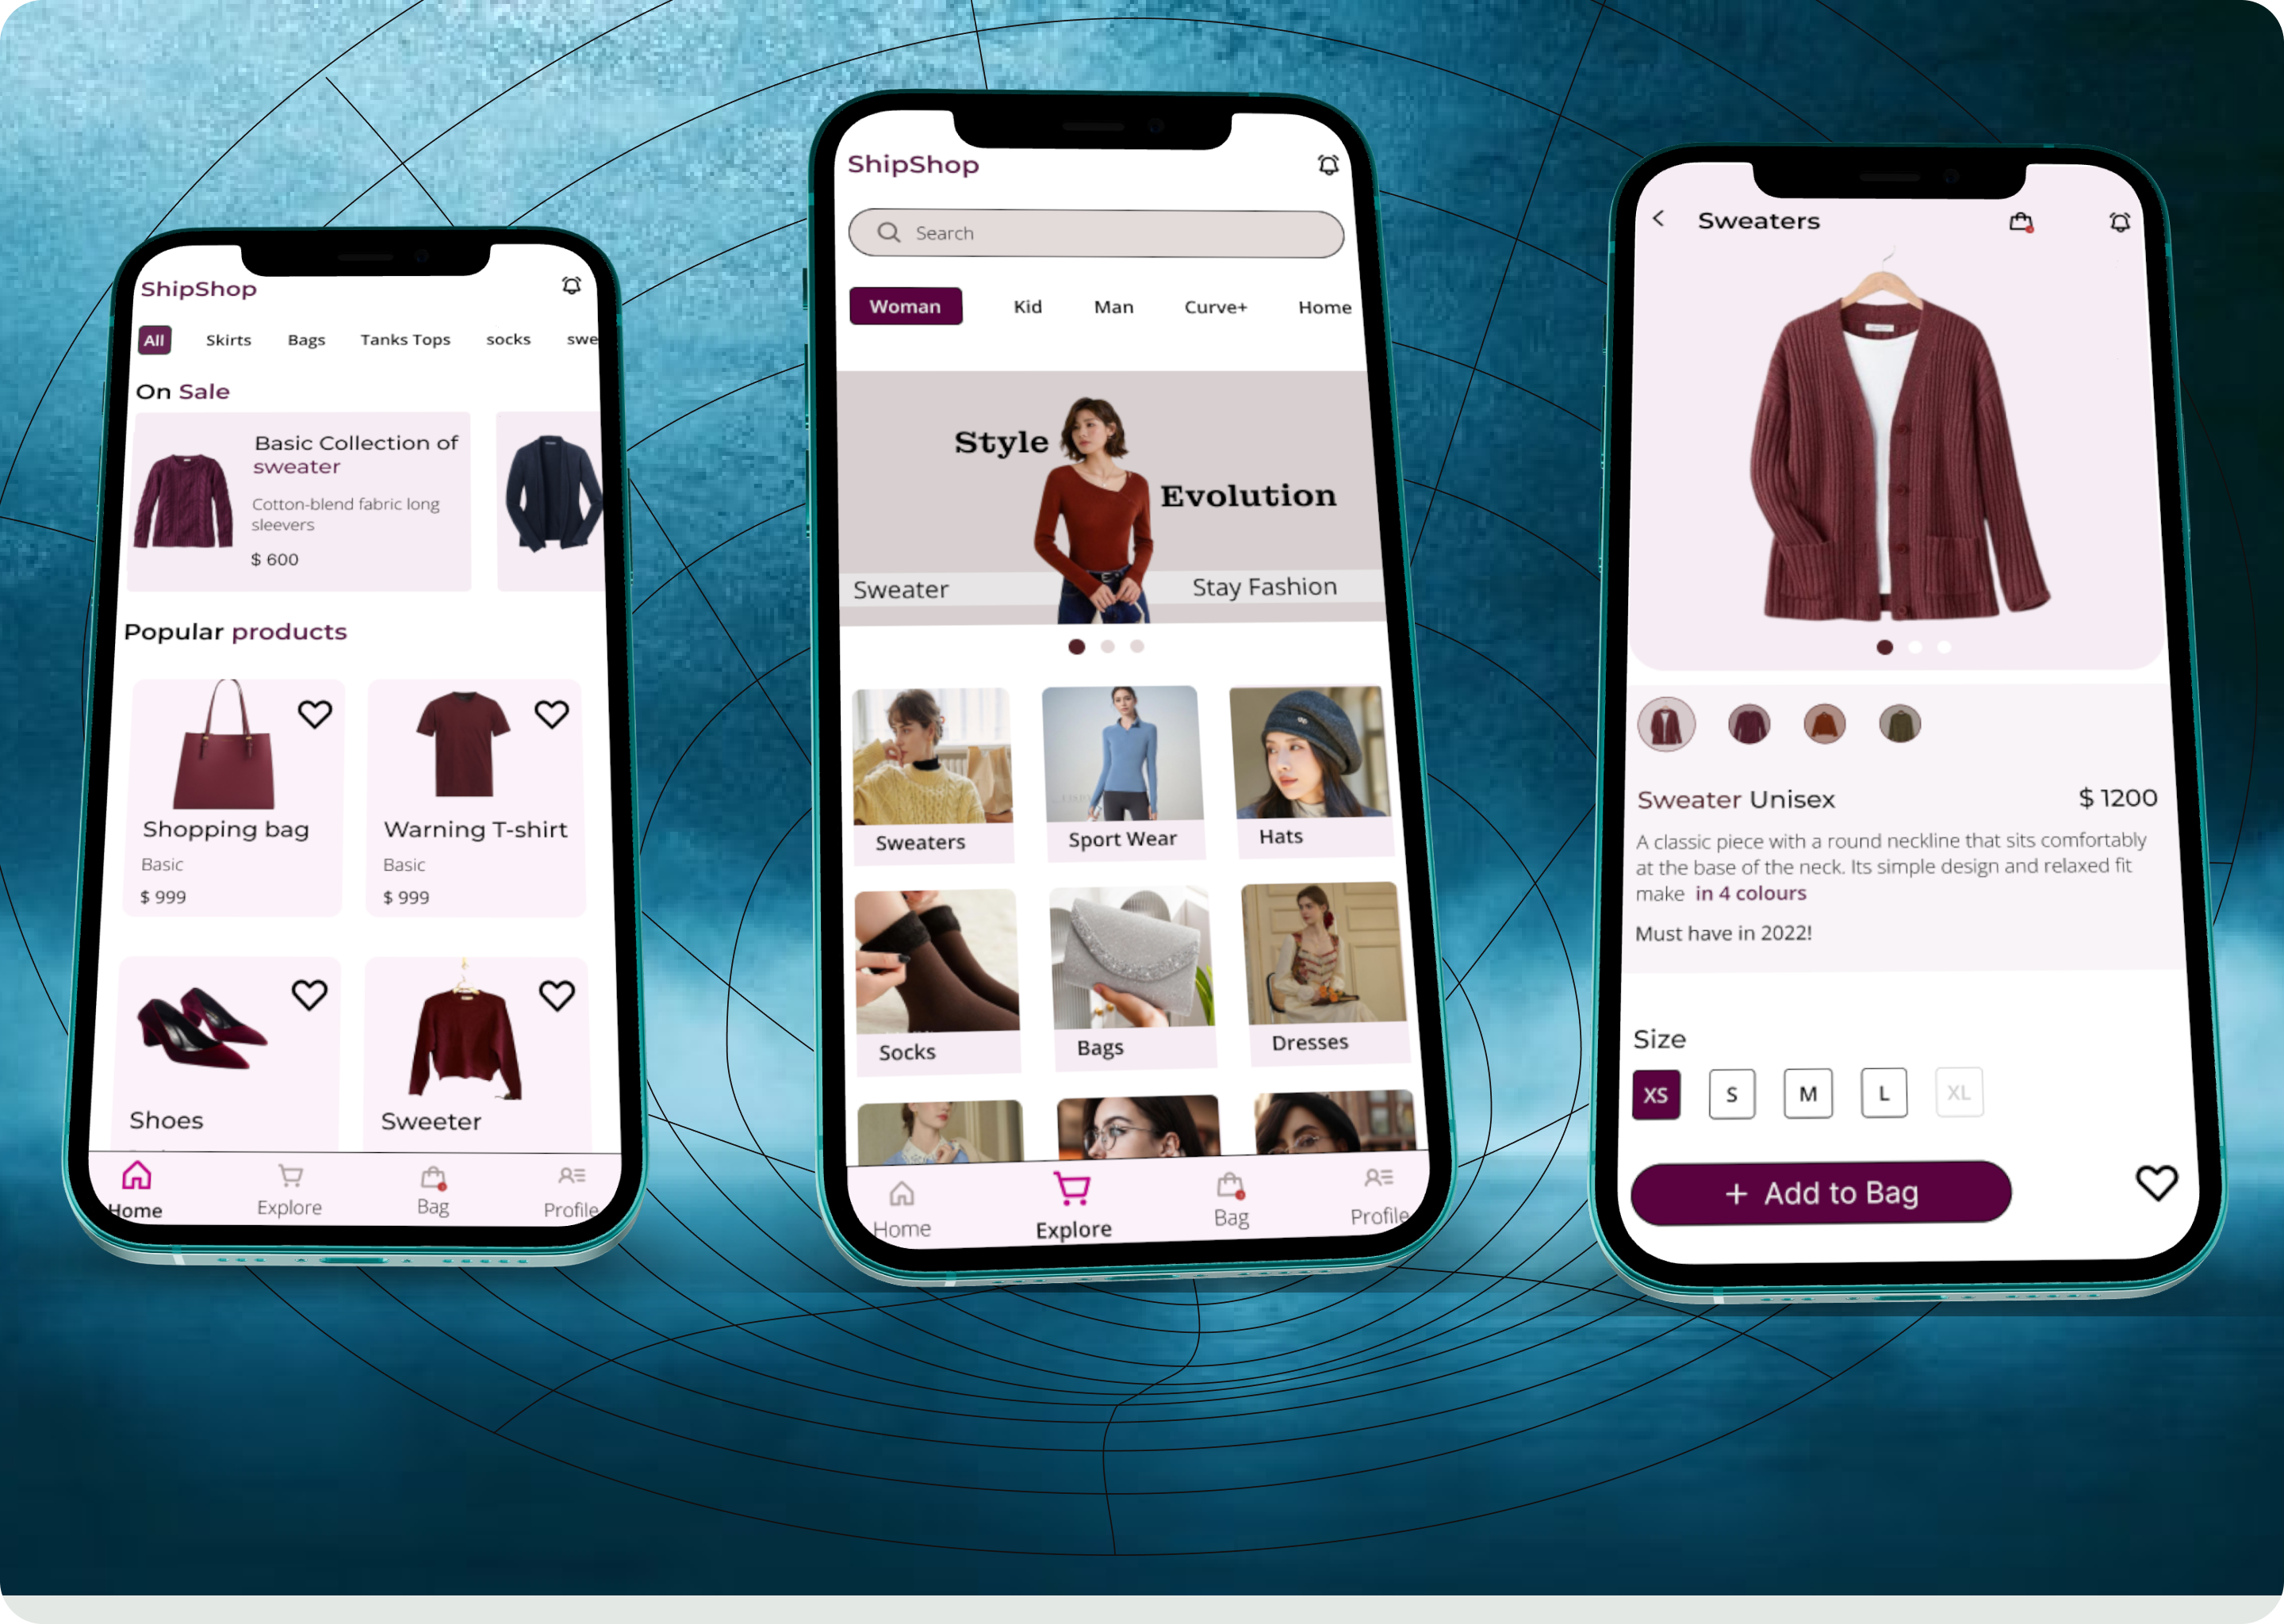 ShipShop
All Skirts Bags Tanks Tops socks swe
On Sale
Basic Collection of
sweater
Cotton-blend fabric long
sleevers
$ 600
Popular products
Shopping bag
Basic
$ 999
Warning T-shirt
Basic
$ 999
Shoes
Sweeter
Home Explore Bag Profile
ShipShop
Search
Woman Kid Man Curve+ Home
Style
Evolution
Sweater
Stay Fashion
Sweaters Sport Wear Hats
Socks Bags Dresses
Home Explore Bag Profile
Sweaters
Sweater Unisex $ 1200
A classic piece with a round neckline that sits comfortably
at the base of the neck. Its simple design and relaxed fit
make in 4 colours
Must have in 2022!
Size
XS S M L XL
+ Add to Bag